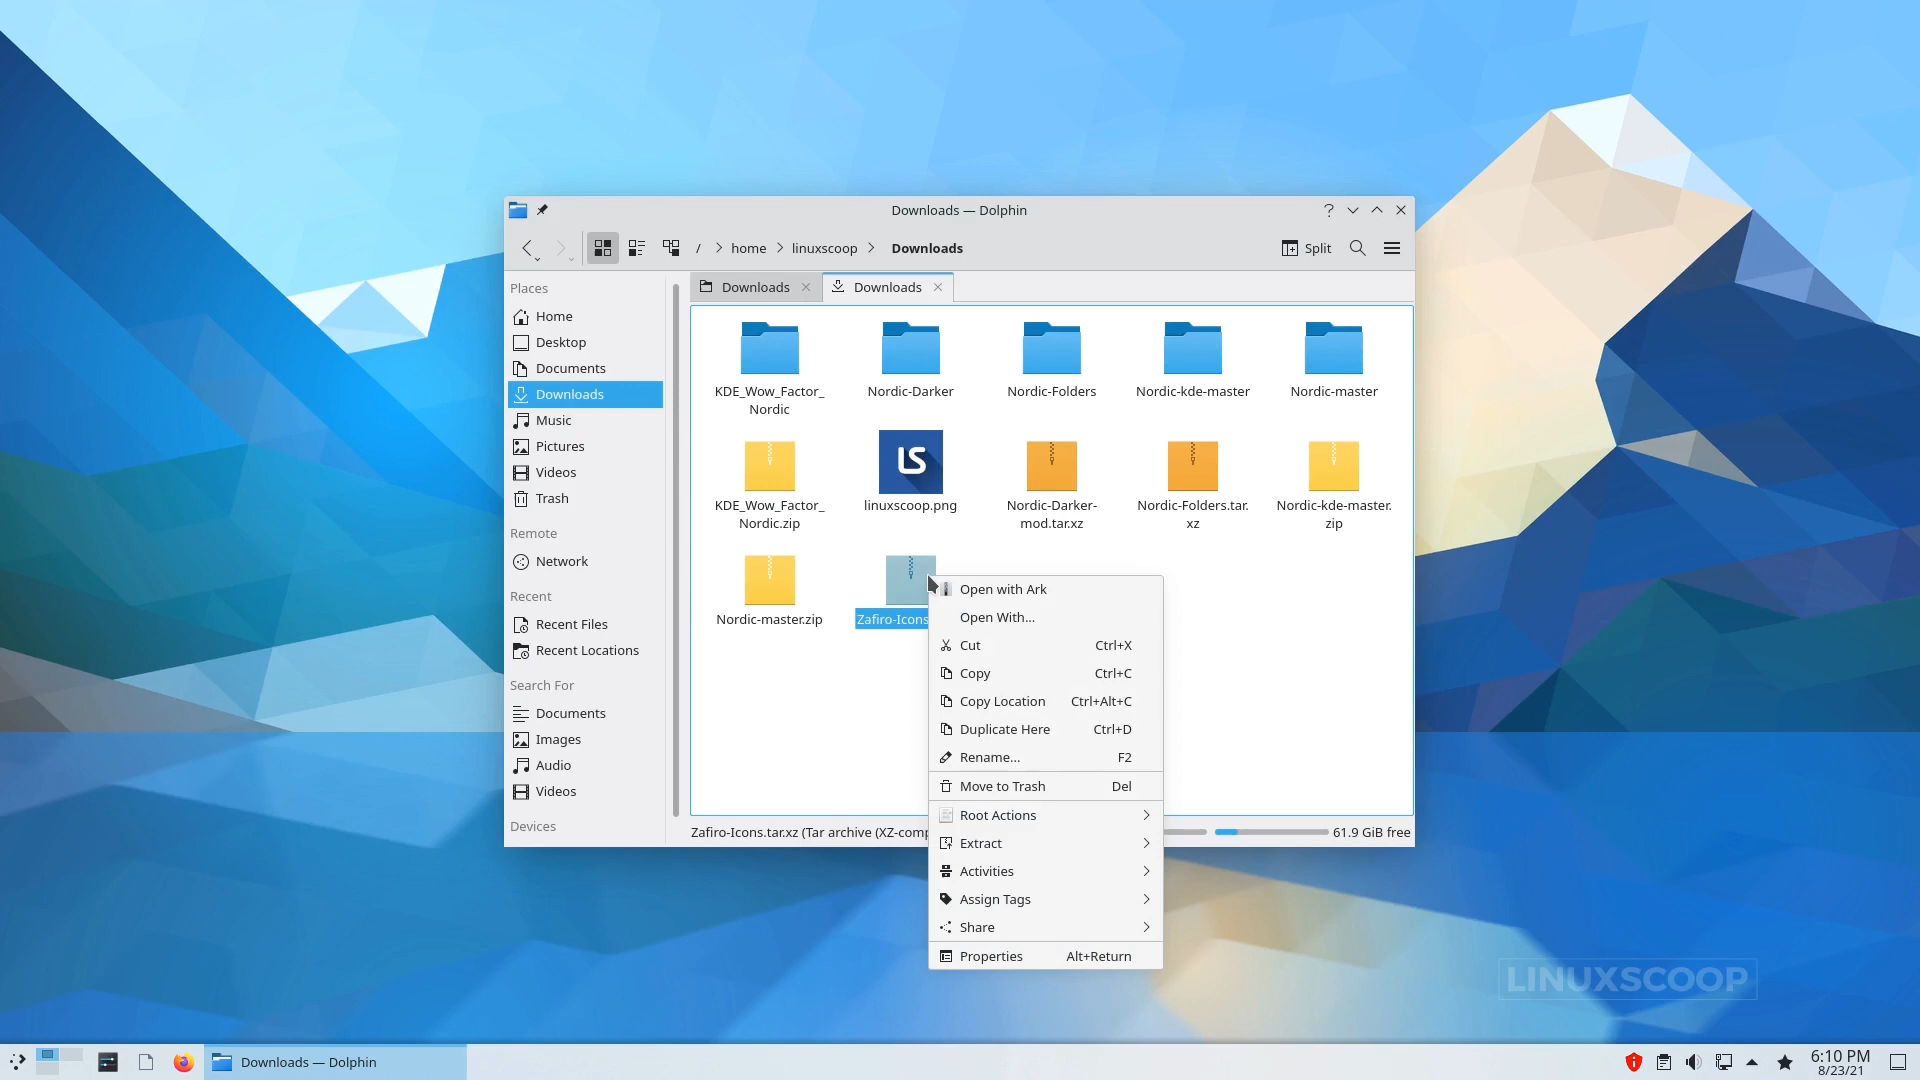 Downloads — Dolphin
/ home linuxscoop Downloads
Split
Places
Home
Desktop
Documents
Downloads
Music
Pictures
Videos
Trash
Remote
Network
Recent
Recent Files
Recent Locations
Search For
Documents
Images
Audio
Videos
Devices
Downloads
Downloads
KDE_Wow_Factor_
Nordic
Nordic-Darker
Nordic-Folders
Nordic-kde-master
Nordic-master
KDE_Wow_Factor_
Nordic.zip
LS
linuxscoop.png
Nordic-Darker-
mod.tar.xz
Nordic-Folders.tar.
xz
Nordic-kde-master.
zip
Nordic-master.zip
Zafiro-Icons
Open with Ark
Open With...
Cut Ctrl+X
Copy Ctrl+C
Copy Location Ctrl+Alt+C
Duplicate Here Ctrl+D
Rename... F2
Move to Trash Del
Root Actions
Extract
Activities
Assign Tags
Share
Properties Alt+Return
Zafiro-Icons.tar.xz (Tar archive (XZ-comp
61.9 GiB free
LINUXSCOOP
Downloads — Dolphin
6:10 PM
8/23/21